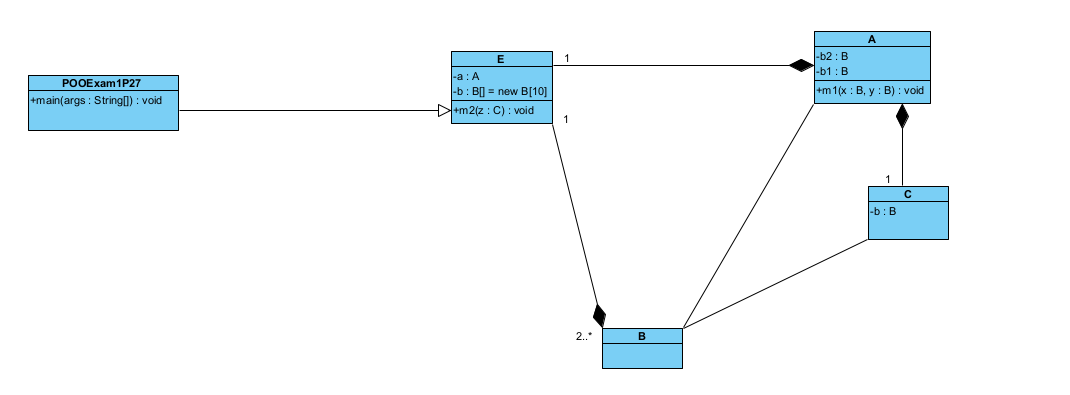 POOExam1P27
+main(args : String[]) : void
E
-a : A
-b : B[] = new B[10]
+m2(z : C) : void
1
1
A
-b2 : B
-b1 : B
+m1(x : B, y : B) : void
1
C
-b : B
2..*
B